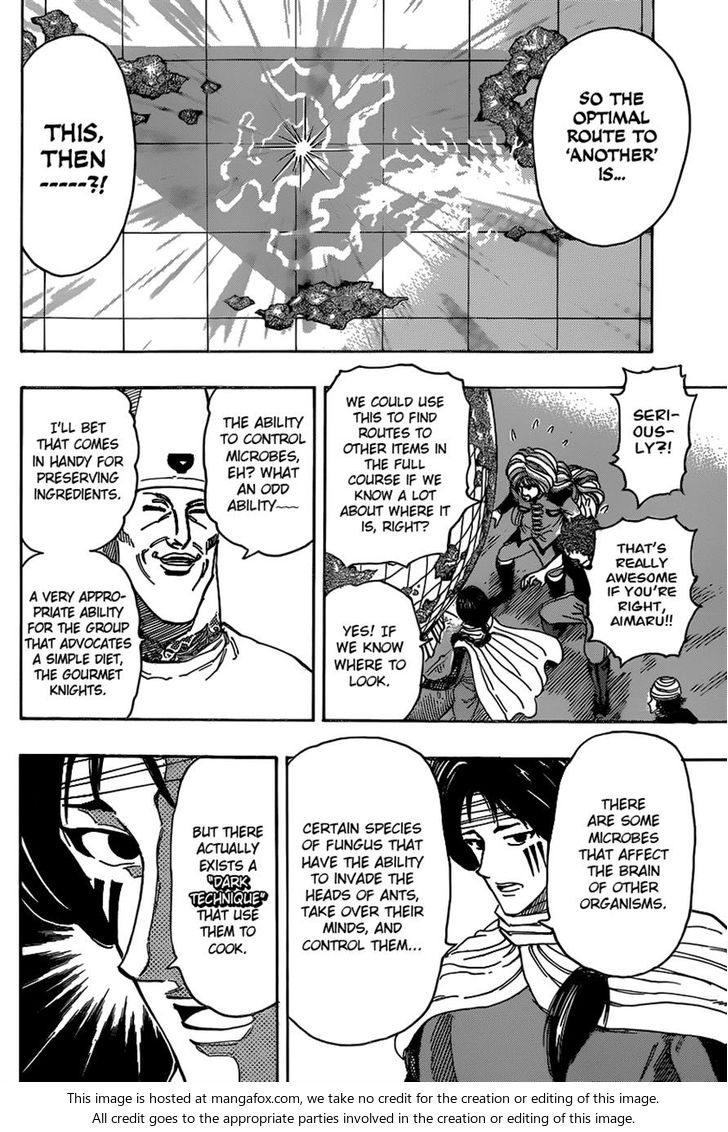 SO THE
OPTIMAL
ROUTE TO
'ANOTHER'
IS...
THIS,
THEN
-----?!
SERI-
OUS-
LY?!
THAT'S
REALLY
AWESOME
IF YOU'RE
RIGHT,
AIMARU!!
WE COULD USE
THIS TO FIND
ROUTES TO
OTHER ITEMS IN
THE FULL
COURSE IF WE
KNOW A LOT
ABOUT WHERE IT
IS, RIGHT?
YES! IF
WE KNOW
WHERE TO
LOOK.
THE ABILITY
TO CONTROL
MICROBES,
EH? WHAT
AN ODD
ABILITY~~~
I'LL BET
THAT COMES
IN HANDY FOR
PRESERVING
INGREDIENTS.
A VERY APPRO-
PRIATE ABILITY
FOR THE GROUP
THAT ADVOCATES
A SIMPLE DIET,
THE GOURMET
KNIGHTS.
THERE
ARE SOME
MICROBES
THAT AFFECT
THE BRAIN
OF OTHER
ORGANISMS.
CERTAIN SPECIES
OF FUNGUS THAT
HAVE THE ABILITY
TO INVADE THE
HEADS OF ANTS,
TAKE OVER THEIR
MINDS, AND
CONTROL THEM...
BUT THERE
ACTUALLY
EXISTS A
"DARK
TECHNIQUE"
THAT USE
THEM TO
COOK.
This image is hosted at mangafox.com, we take no credit for the creation or editing of this image.
All credit goes to the appropriate parties involved in the creation or editing of this image.